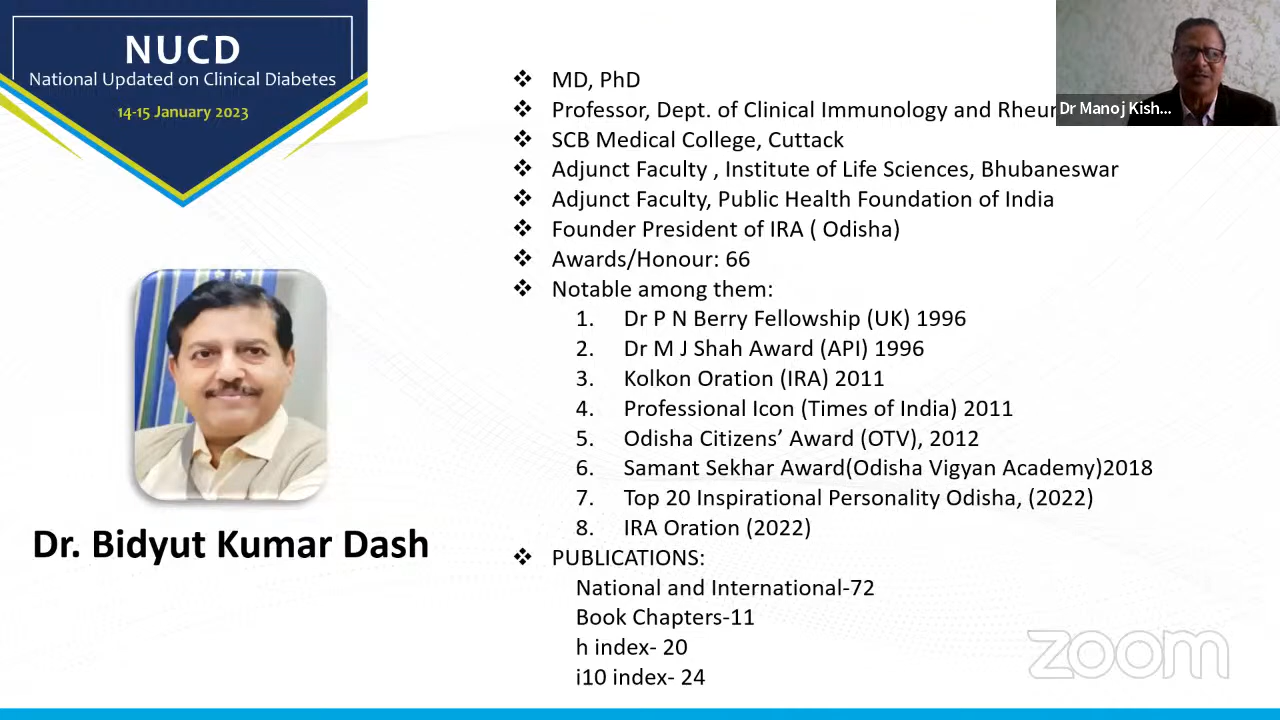 NUCD
National Updated on Clinical Diabetes
14-15 January 2023
Dr. Bidyut Kumar Dash
❖ MD, PhD
❖ Professor, Dept. of Clinical Immunology and Rheum
❖ SCB Medical College, Cuttack
❖ Adjunct Faculty , Institute of Life Sciences, Bhubaneswar
❖ Adjunct Faculty, Public Health Foundation of India
❖ Founder President of IRA ( Odisha)
❖ Awards/Honour: 66
❖ Notable among them:
1. Dr P N Berry Fellowship (UK) 1996
2. Dr M J Shah Award (API) 1996
3. Kolkon Oration (IRA) 2011
4. Professional Icon (Times of India) 2011
5. Odisha Citizens’ Award (OTV), 2012
6. Samant Sekhar Award(Odisha Vigyan Academy)2018
7. Top 20 Inspirational Personality Odisha, (2022)
8. IRA Oration (2022)
❖ PUBLICATIONS:
National and International-72
Book Chapters-11
h index- 20
i10 index- 24
Dr Manoj Kish...
zoom